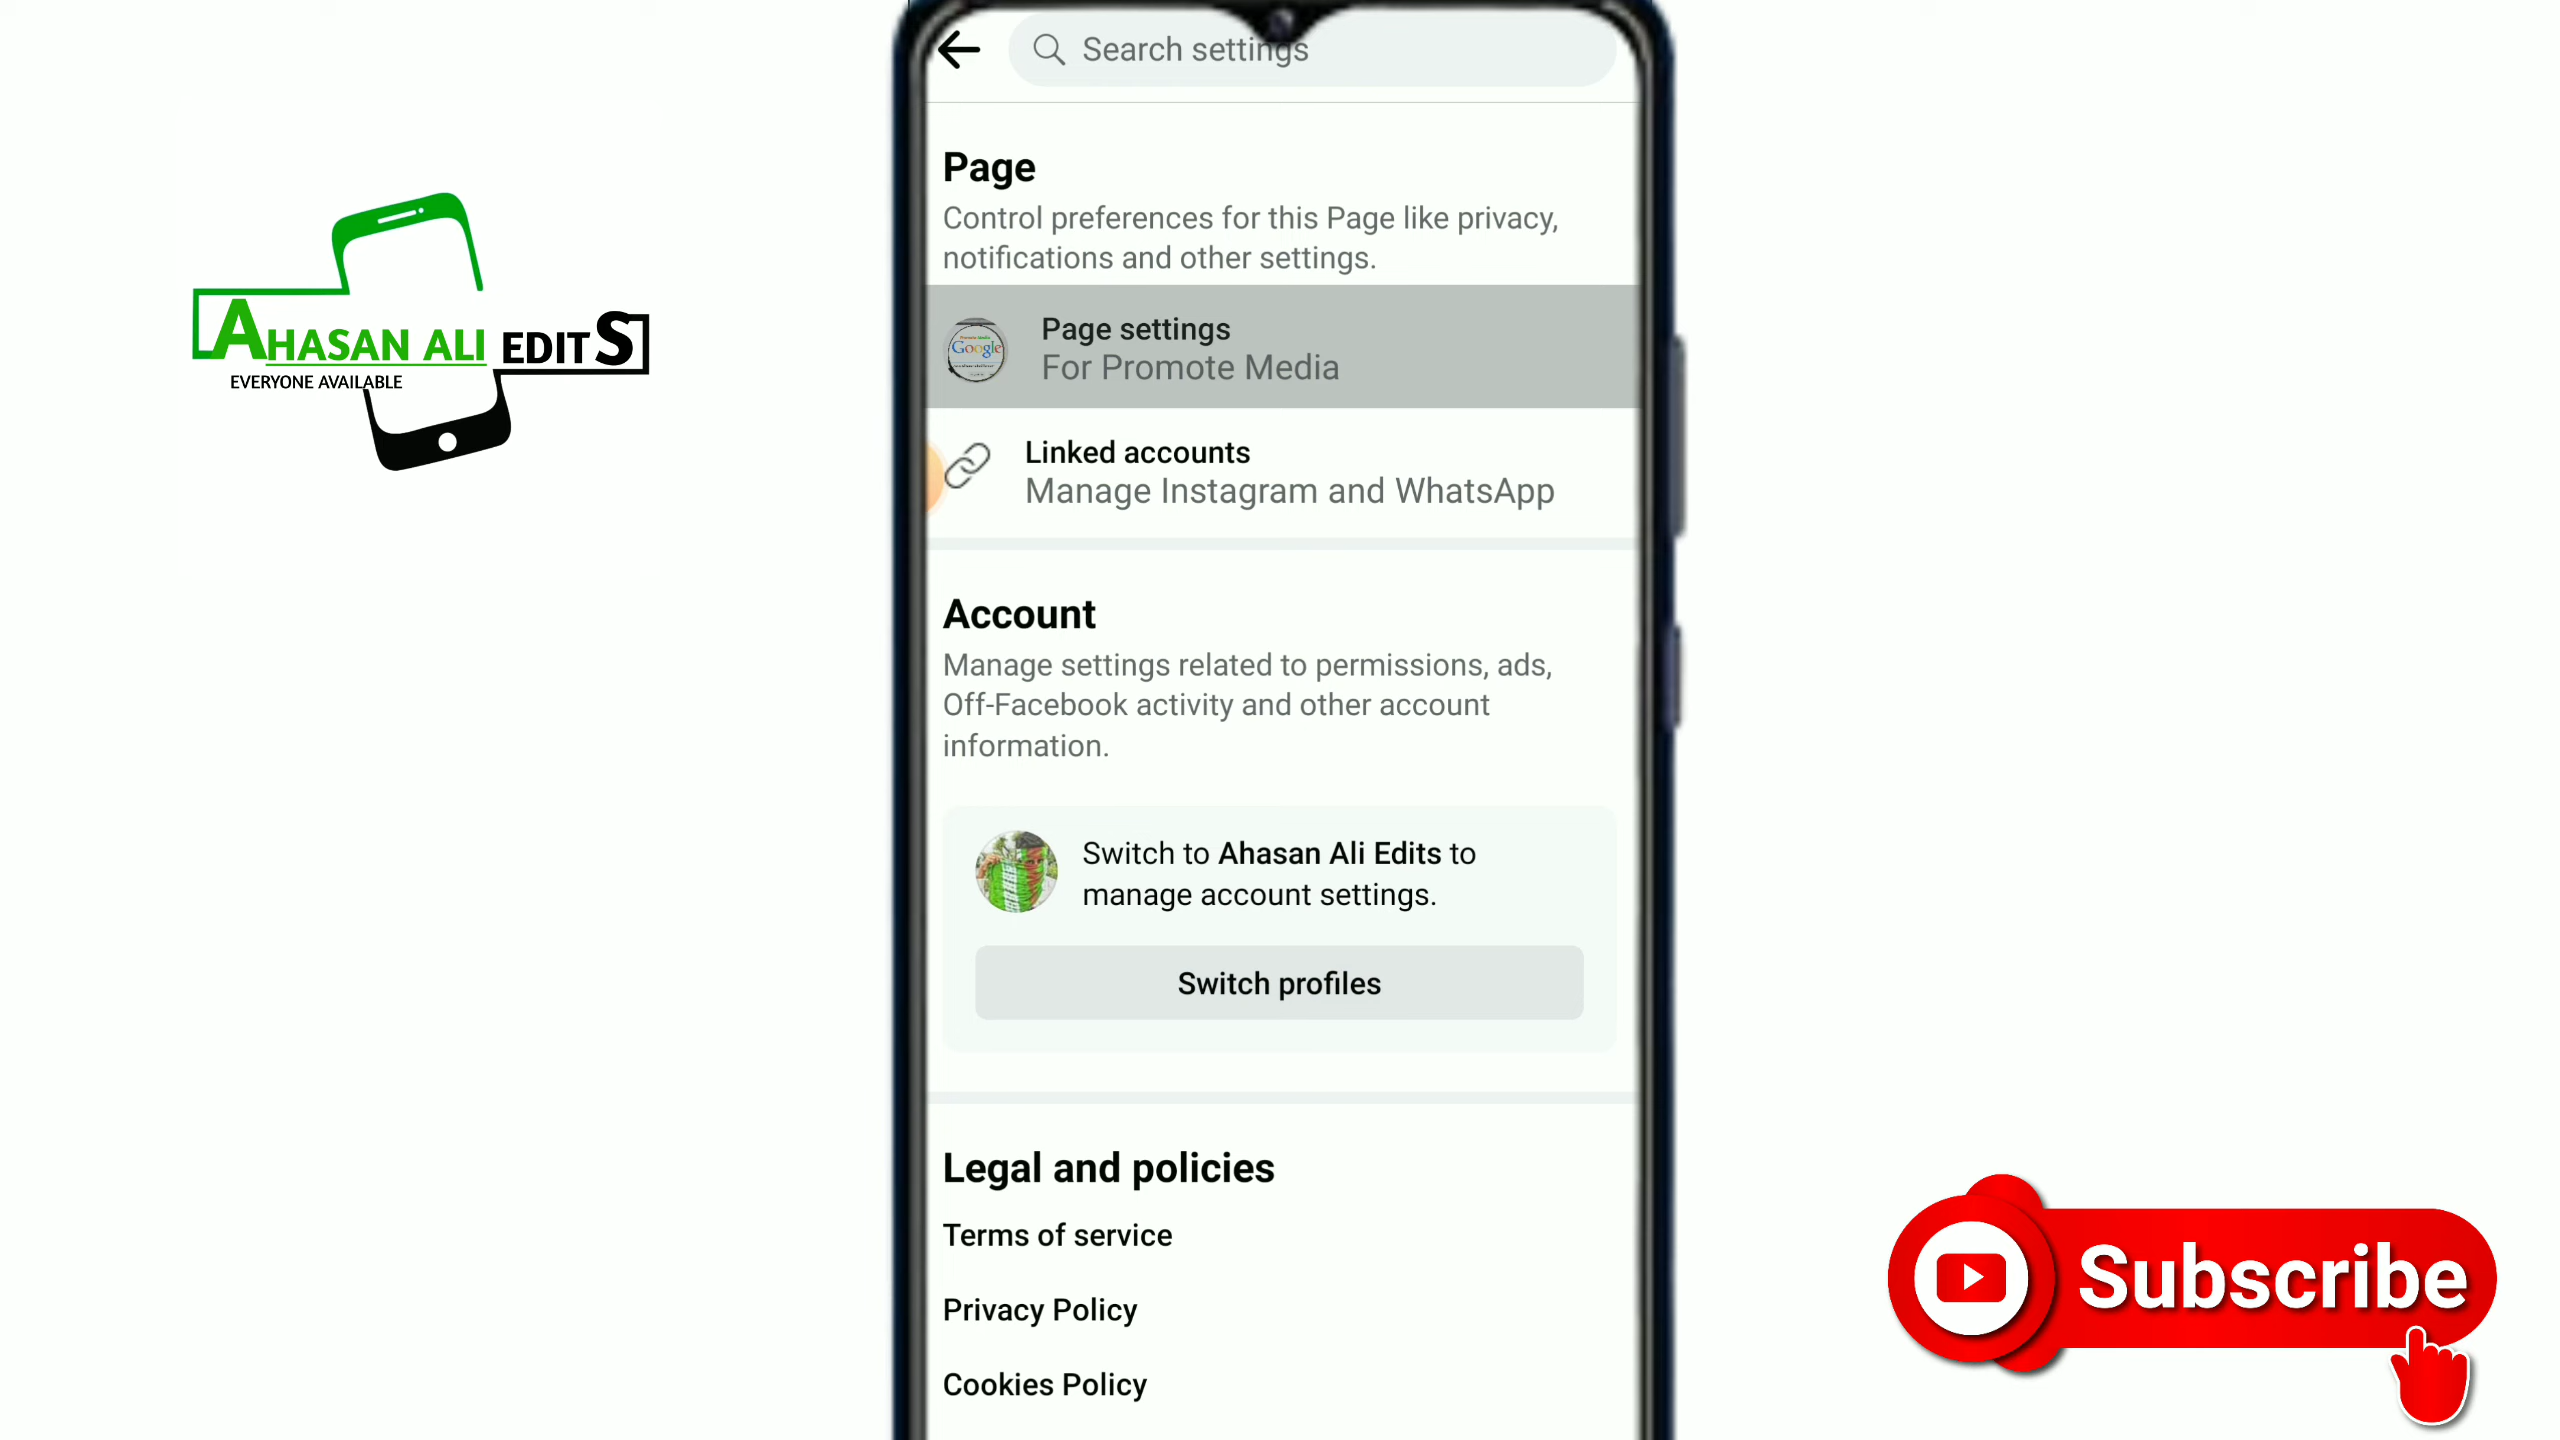 Search settings
Page
Control preferences for this Page like privacy,
notifications and other settings.
Page settings
For Promote Media
Google
Linked accounts
Manage Instagram and WhatsApp
Account
Manage settings related to permissions, ads,
Off-Facebook activity and other account
information.
Switch to Ahasan Ali Edits to
manage account settings.
Switch profiles
Legal and policies
Terms of service
Privacy Policy
Cookies Policy
AHASAN ALI EDITS
EVERYONE AVAILABLE
Subscribe